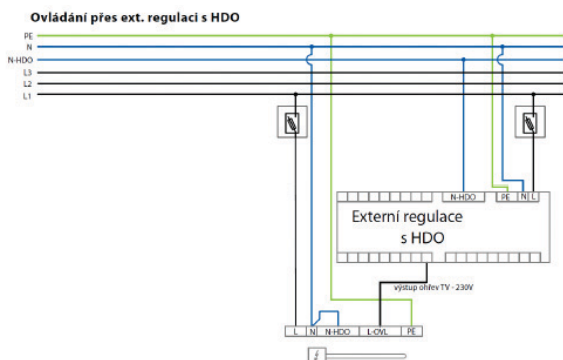 Ovládání přes ext. regulaci s HDO
PE
N
N-HDO
L3
L2
L1
N-HDO PE N L
Externí regulace
s HDO
výstup ohřev TV - 230V
L N N-HDO L-OVL PE